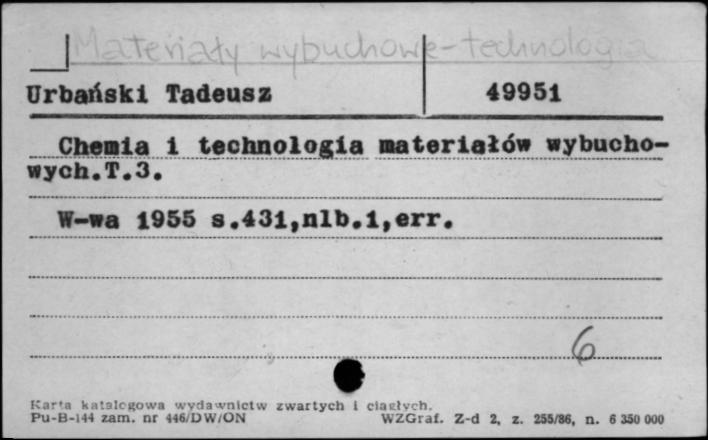 Materiały wybuchowe - technologia
Urbański Tadeusz 49951
Chemia i technologia materiałów wybucho-
wych.T.3.
W-wa 1955 s.431,nlb.1,err.
6
Karta katalogowa wydawnictw zwartych i ciągłych.
Pu-B-144 zam. nr 446/DW/ON WZGraf. Z-d 2, z. 255/86, n. 6 350 000